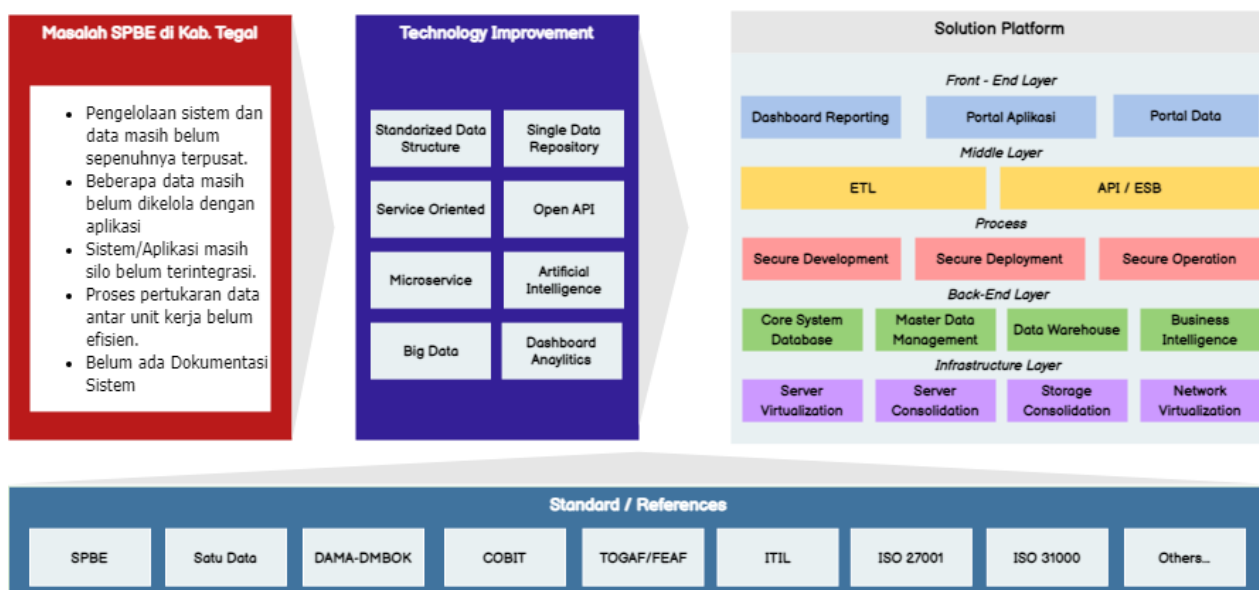 Masalah SPBE di Kab. Tegal
• Pengelolaan sistem dan
data masih belum
sepenuhnya terpusat.
• Beberapa data masih
belum dikelola dengan
aplikasi
• Sistem/Aplikasi masih
silo belum terintegrasi.
• Proses pertukaran data
antar unit kerja belum
efisien.
• Belum ada Dokumentasi
Sistem
Technology Improvement
Standarized Data
Structure
Single Data
Repository
Service Oriented
Open API
Microservice
Artificial
Intelligence
Big Data
Dashboard
Anaylitics
Solution Platform
Front - End Layer
Dashboard Reporting
Portal Aplikasi
Portal Data
Middle Layer
ETL
API / ESB
Process
Secure Development
Secure Deployment
Secure Operation
Back-End Layer
Core System
Database
Master Data
Management
Data Warehouse
Business
Intelligence
Infrastructure Layer
Server
Virtualization
Server
Consolidation
Storage
Consolidation
Network
Virtualization
Standard / References
SPBE
Satu Data
DAMA-DMBOK
COBIT
TOGAF/FEAF
ITIL
ISO 27001
ISO 31000
Others...